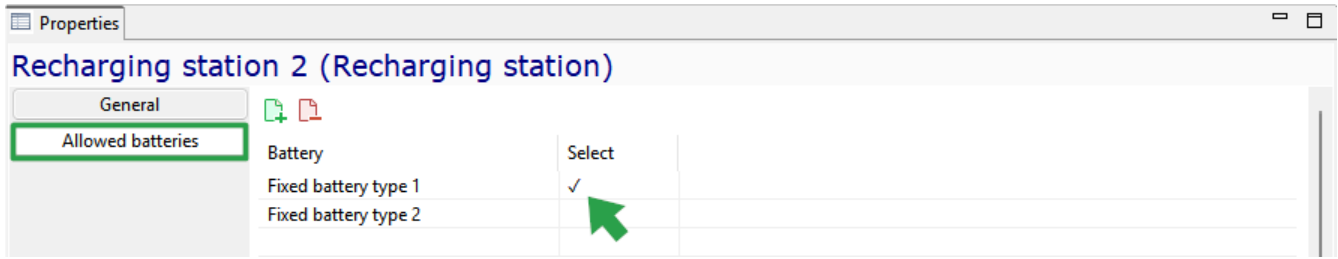 Properties
Recharging station 2 (Recharging station)
General
Allowed batteries
Battery Select
Fixed battery type 1 ✓
Fixed battery type 2